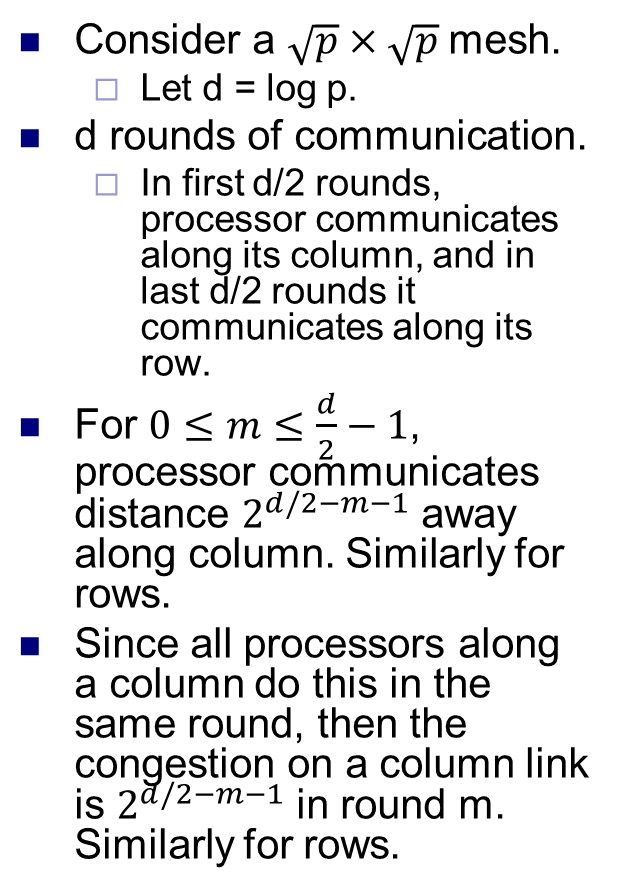 Consider a √p × √p mesh.
Let d = log p.
d rounds of communication.
In first d/2 rounds,
processor communicates
along its column, and in
last d/2 rounds it
communicates along its
row.
For 0 ≤ m ≤ d/2 − 1,
processor communicates
distance 2^{d/2−m−1} away
along column. Similarly for
rows.
Since all processors along
a column do this in the
same round, then the
congestion on a column link
is 2^{d/2−m−1} in round m.
Similarly for rows.